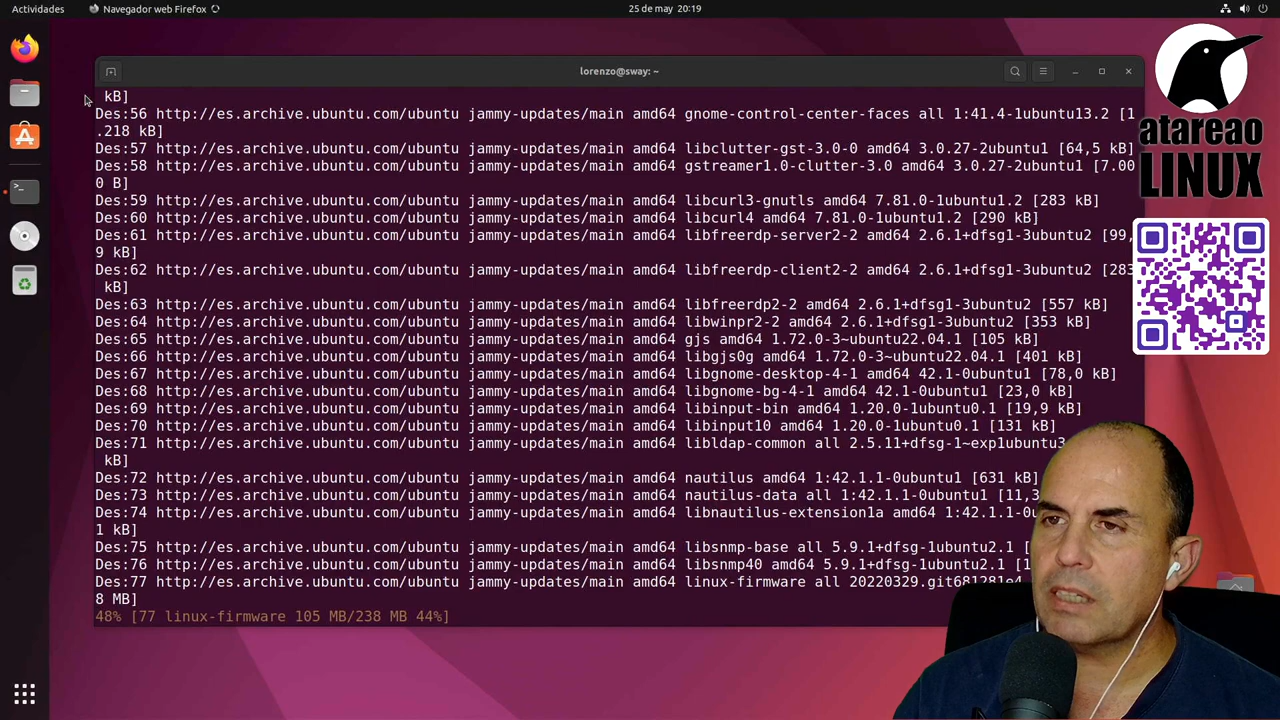 Actividades
Navegador web Firefox
25 de may 20:19
lorenzo@sway: ~
kB]
Des:56 http://es.archive.ubuntu.com/ubuntu jammy-updates/main amd64 gnome-control-center-faces all 1:41.4-1ubuntu13.2 [1
.218 kB]
Des:57 http://es.archive.ubuntu.com/ubuntu jammy-updates/main amd64 libclutter-gst-3.0-0 amd64 3.0.27-2ubuntu1 [64,5 kB]
Des:58 http://es.archive.ubuntu.com/ubuntu jammy-updates/main amd64 gstreamer1.0-clutter-3.0 amd64 3.0.27-2ubuntu1 [7.00
0 B]
Des:59 http://es.archive.ubuntu.com/ubuntu jammy-updates/main amd64 libcurl3-gnutls amd64 7.81.0-1ubuntu1.2 [283 kB]
Des:60 http://es.archive.ubuntu.com/ubuntu jammy-updates/main amd64 libcurl4 amd64 7.81.0-1ubuntu1.2 [290 kB]
Des:61 http://es.archive.ubuntu.com/ubuntu jammy-updates/main amd64 libfreerdp-server2-2 amd64 2.6.1+dfsg1-3ubuntu2 [99,
9 kB]
Des:62 http://es.archive.ubuntu.com/ubuntu jammy-updates/main amd64 libfreerdp-client2-2 amd64 2.6.1+dfsg1-3ubuntu2 [283
kB]
Des:63 http://es.archive.ubuntu.com/ubuntu jammy-updates/main amd64 libfreerdp2-2 amd64 2.6.1+dfsg1-3ubuntu2 [557 kB]
Des:64 http://es.archive.ubuntu.com/ubuntu jammy-updates/main amd64 libwinpr2-2 amd64 2.6.1+dfsg1-3ubuntu2 [353 kB]
Des:65 http://es.archive.ubuntu.com/ubuntu jammy-updates/main amd64 gjs amd64 1.72.0-3~ubuntu22.04.1 [105 kB]
Des:66 http://es.archive.ubuntu.com/ubuntu jammy-updates/main amd64 libgjs0g amd64 1.72.0-3~ubuntu22.04.1 [401 kB]
Des:67 http://es.archive.ubuntu.com/ubuntu jammy-updates/main amd64 libgnome-desktop-4-1 amd64 42.1-0ubuntu1 [78,0 kB]
Des:68 http://es.archive.ubuntu.com/ubuntu jammy-updates/main amd64 libgnome-bg-4-1 amd64 42.1-0ubuntu1 [23,0 kB]
Des:69 http://es.archive.ubuntu.com/ubuntu jammy-updates/main amd64 libinput-bin amd64 1.20.0-1ubuntu0.1 [19,9 kB]
Des:70 http://es.archive.ubuntu.com/ubuntu jammy-updates/main amd64 libinput10 amd64 1.20.0-1ubuntu0.1 [131 kB]
Des:71 http://es.archive.ubuntu.com/ubuntu jammy-updates/main amd64 libldap-common all 2.5.11+dfsg-1~exp1ubuntu3
kB]
Des:72 http://es.archive.ubuntu.com/ubuntu jammy-updates/main amd64 nautilus amd64 1:42.1.1-0ubuntu1 [631 kB]
Des:73 http://es.archive.ubuntu.com/ubuntu jammy-updates/main amd64 nautilus-data all 1:42.1.1-0ubuntu1 [11,3
Des:74 http://es.archive.ubuntu.com/ubuntu jammy-updates/main amd64 libnautilus-extension1a amd64 1:42.1.1-0u
1 kB]
Des:75 http://es.archive.ubuntu.com/ubuntu jammy-updates/main amd64 libsnmp-base all 5.9.1+dfsg-1ubuntu2.1 [
Des:76 http://es.archive.ubuntu.com/ubuntu jammy-updates/main amd64 libsnmp40 amd64 5.9.1+dfsg-1ubuntu2.1 [1
Des:77 http://es.archive.ubuntu.com/ubuntu jammy-updates/main amd64 linux-firmware all 20220329.git681281e4
8 MB]
48% [77 linux-firmware 105 MB/238 MB 44%]
atareao
LINUX